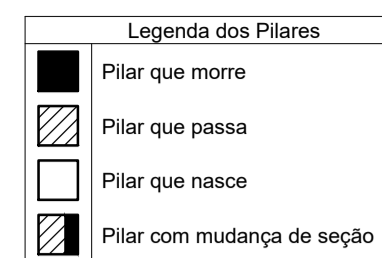 Legenda dos Pilares
Pilar que morre
Pilar que passa
Pilar que nasce
Pilar com mudança de seção